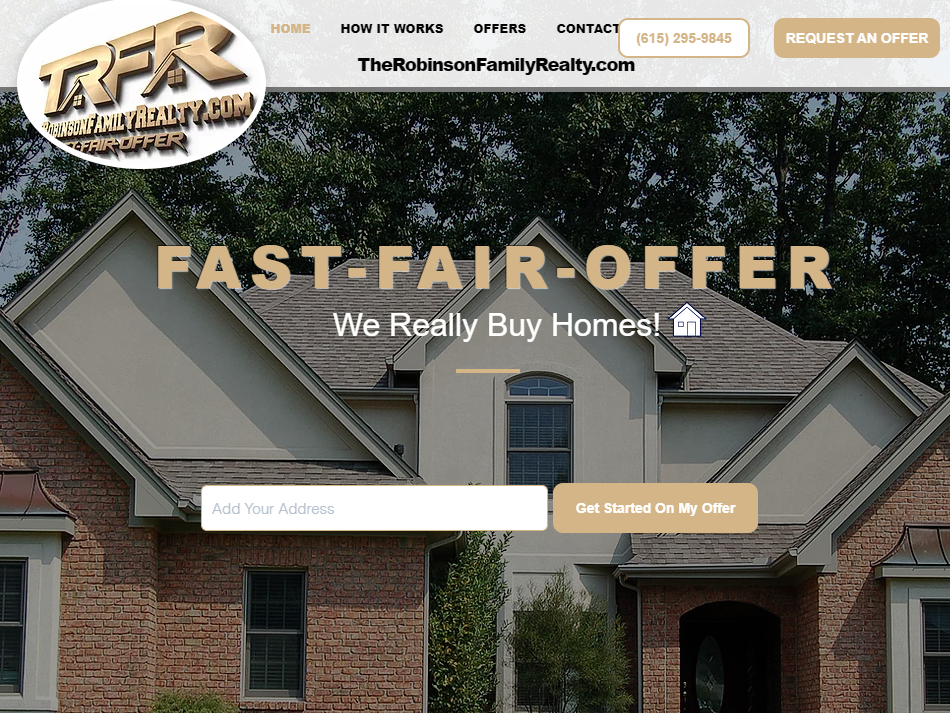 TRFR
RobinsonFamilyRealty.com
T-FAIR-OFFER
HOME
HOW IT WORKS
OFFERS
CONTACT
(615) 295-9845
REQUEST AN OFFER
TheRobinsonFamilyRealty.com
FAST-FAIR-OFFER
We Really Buy Homes!
Add Your Address
Get Started On My Offer